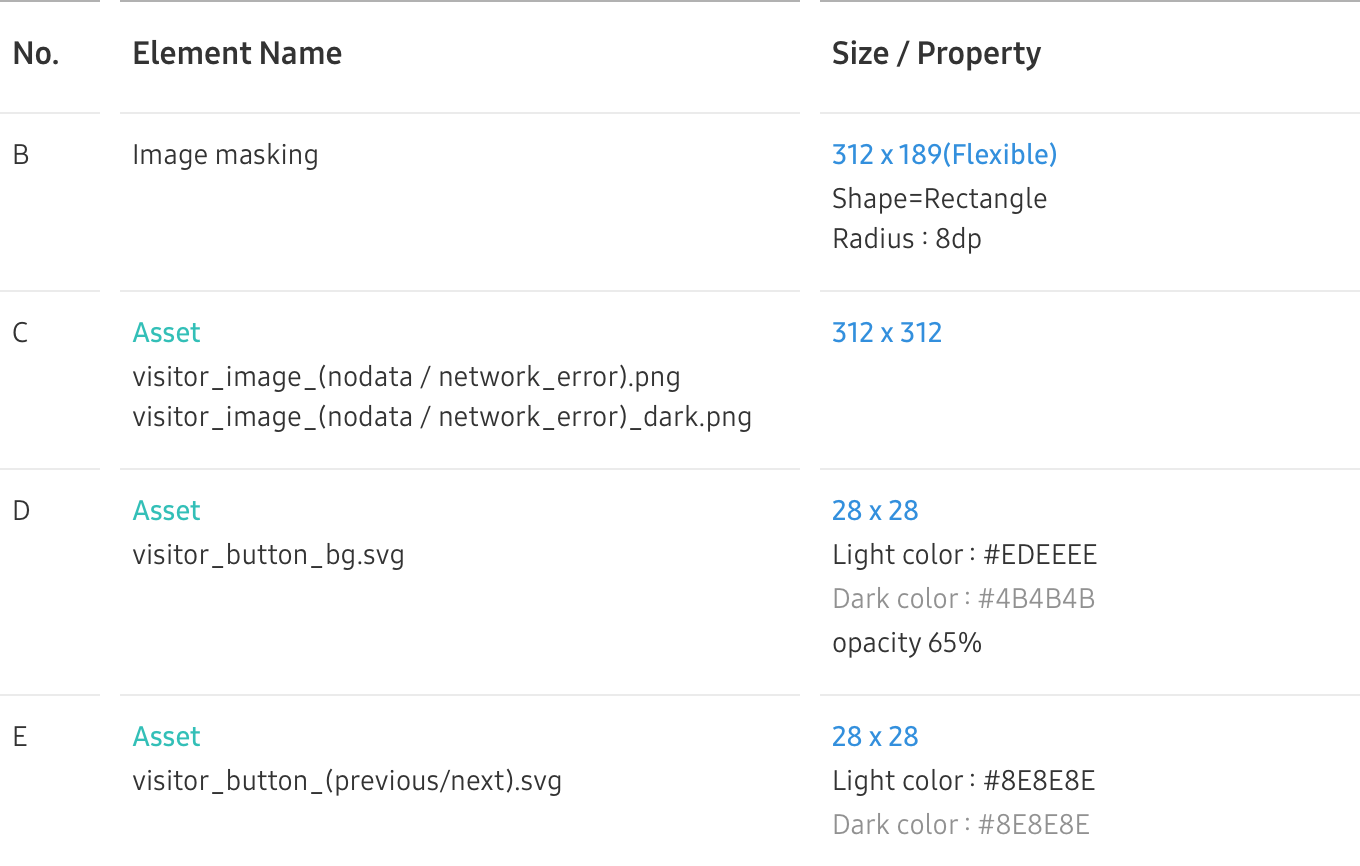 No.
Element Name
Size / Property
B
Image masking
312 x 189(Flexible)
Shape=Rectangle
Radius : 8dp
C
Asset
visitor_image_(nodata / network_error).png
visitor_image_(nodata / network_error)_dark.png
312 x 312
D
Asset
visitor_button_bg.svg
28 x 28
Light color : #EDEEEE
Dark color : #4B4B4B
opacity 65%
E
Asset
visitor_button_(previous/next).svg
28 x 28
Light color : #8E8E8E
Dark color : #8E8E8E